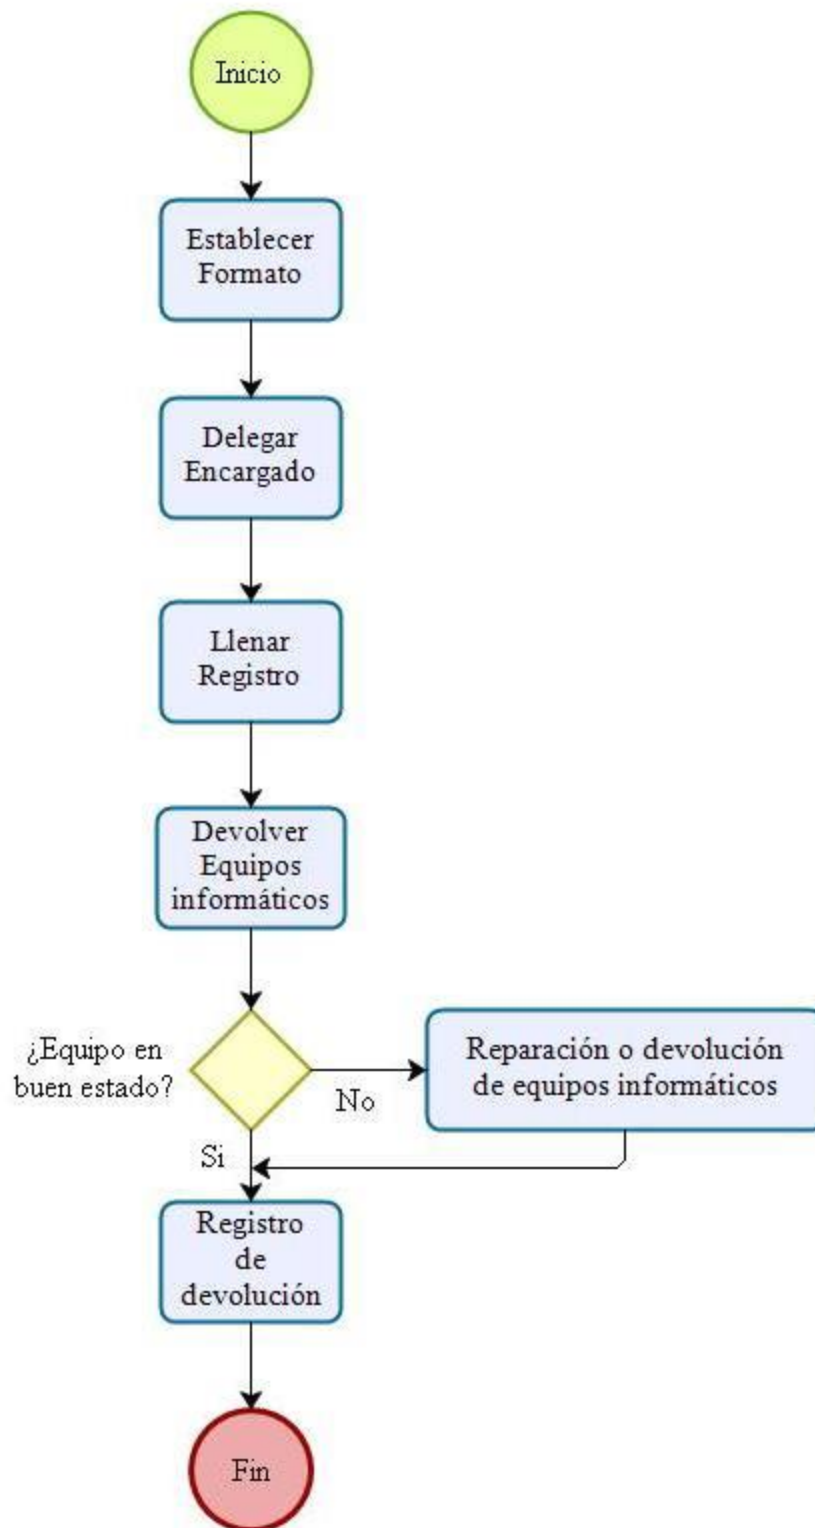 Inicio
Establecer
Formato
Delegar
Encargado
Llenar
Registro
Devolver
Equipos
informáticos
¿Equipo en
buen estado?
No
Reparación o devolución
de equipos informáticos
Si
Registro
de
devolución
Fin